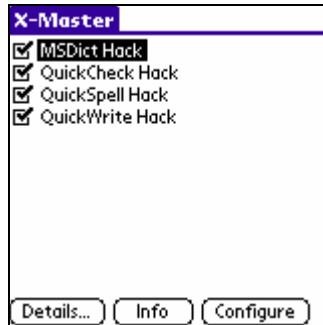 X-Master
MSDict Hack
QuickCheck Hack
QuickSpell Hack
QuickWrite Hack
Details... Info Configure